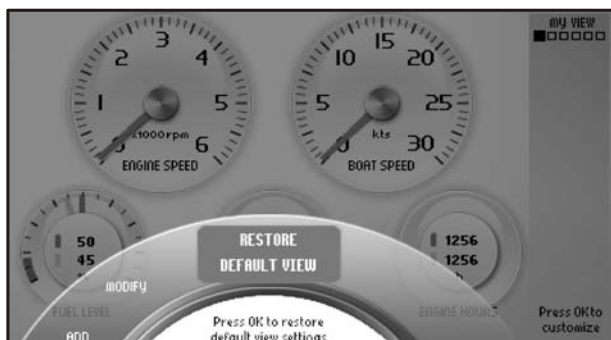 MY VIEW
0 1 2 3 4 5 6
x1000 rpm
ENGINE SPEED
0 5 10 15 20 25 30
kts
BOAT SPEED
50
45
FUEL LEVEL
1256
1256
h
ENGINE HOURS
RESTORE
DEFAULT VIEW
MODIFY
ADD
Press OK to restore
default view settings
Press OK to
customize